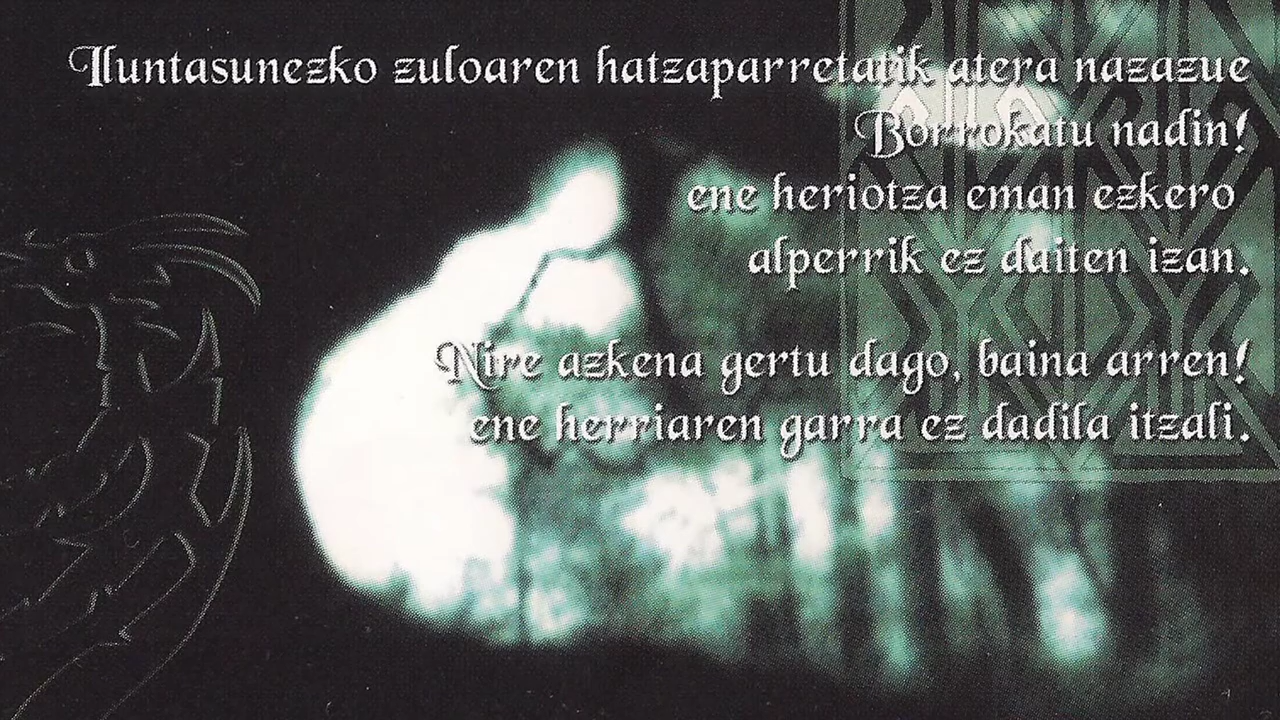 Iluntasunezko zuloaren hatzaparretatik atera nazazue
Borrokatu nadin!
ene heriotza eman ezkero
alperrik ez daiten izan.
Nire azkena gertu dago, baina arren!
ene herriaren garra ez dadila itzali.